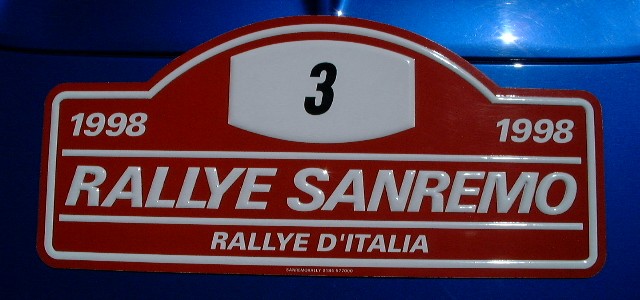 3
1998 1998
RALLYE SANREMO
RALLYE D'ITALIA